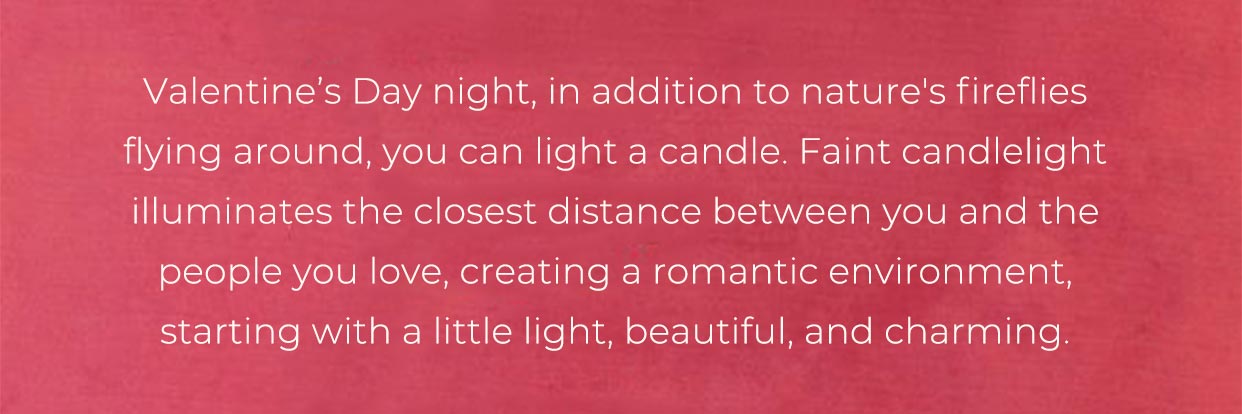 Valentine’s Day night, in addition to nature's fireflies
flying around, you can light a candle. Faint candlelight
illuminates the closest distance between you and the
people you love, creating a romantic environment,
starting with a little light, beautiful, and charming.